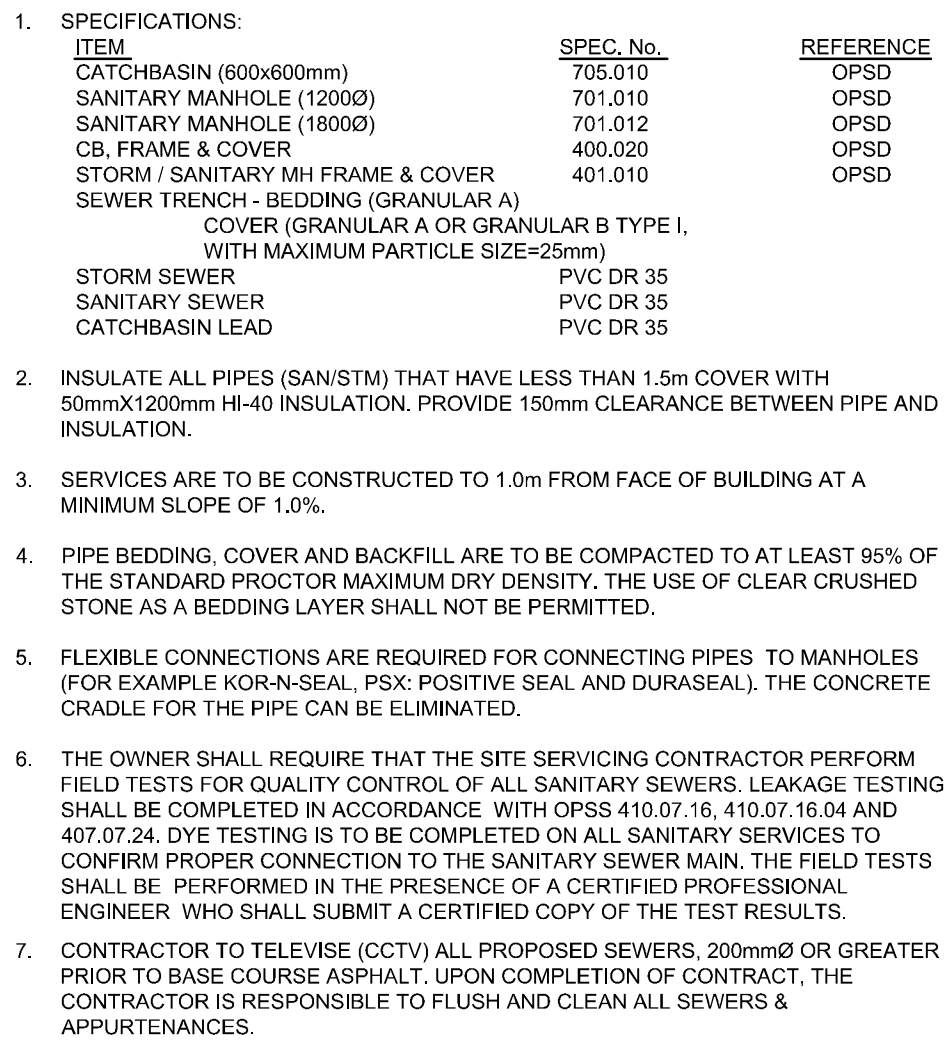 1. SPECIFICATIONS:
ITEM SPEC. No. REFERENCE
CATCHBASIN (600x600mm) 705.010 OPSD
SANITARY MANHOLE (1200Ø) 701.010 OPSD
SANITARY MANHOLE (1800Ø) 701.012 OPSD
CB, FRAME & COVER 400.020 OPSD
STORM / SANITARY MH FRAME & COVER 401.010 OPSD
SEWER TRENCH - BEDDING (GRANULAR A)
COVER (GRANULAR A OR GRANULAR B TYPE I,
WITH MAXIMUM PARTICLE SIZE=25mm)
STORM SEWER PVC DR 35
SANITARY SEWER PVC DR 35
CATCHBASIN LEAD PVC DR 35
2. INSULATE ALL PIPES (SAN/STM) THAT HAVE LESS THAN 1.5m COVER WITH
50mmX1200mm HI-40 INSULATION. PROVIDE 150mm CLEARANCE BETWEEN PIPE AND
INSULATION.
3. SERVICES ARE TO BE CONSTRUCTED TO 1.0m FROM FACE OF BUILDING AT A
MINIMUM SLOPE OF 1.0%.
4. PIPE BEDDING, COVER AND BACKFILL ARE TO BE COMPACTED TO AT LEAST 95% OF
THE STANDARD PROCTOR MAXIMUM DRY DENSITY. THE USE OF CLEAR CRUSHED
STONE AS A BEDDING LAYER SHALL NOT BE PERMITTED.
5. FLEXIBLE CONNECTIONS ARE REQUIRED FOR CONNECTING PIPES TO MANHOLES
(FOR EXAMPLE KOR-N-SEAL, PSX: POSITIVE SEAL AND DURASEAL). THE CONCRETE
CRADLE FOR THE PIPE CAN BE ELIMINATED.
6. THE OWNER SHALL REQUIRE THAT THE SITE SERVICING CONTRACTOR PERFORM
FIELD TESTS FOR QUALITY CONTROL OF ALL SANITARY SEWERS. LEAKAGE TESTING
SHALL BE COMPLETED IN ACCORDANCE WITH OPSS 410.07.16, 410.07.16.04 AND
407.07.24. DYE TESTING IS TO BE COMPLETED ON ALL SANITARY SERVICES TO
CONFIRM PROPER CONNECTION TO THE SANITARY SEWER MAIN. THE FIELD TESTS
SHALL BE PERFORMED IN THE PRESENCE OF A CERTIFIED PROFESSIONAL
ENGINEER WHO SHALL SUBMIT A CERTIFIED COPY OF THE TEST RESULTS.
7. CONTRACTOR TO TELEVISE (CCTV) ALL PROPOSED SEWERS, 200mmØ OR GREATER
PRIOR TO BASE COURSE ASPHALT. UPON COMPLETION OF CONTRACT, THE
CONTRACTOR IS RESPONSIBLE TO FLUSH AND CLEAN ALL SEWERS &
APPURTENANCES.